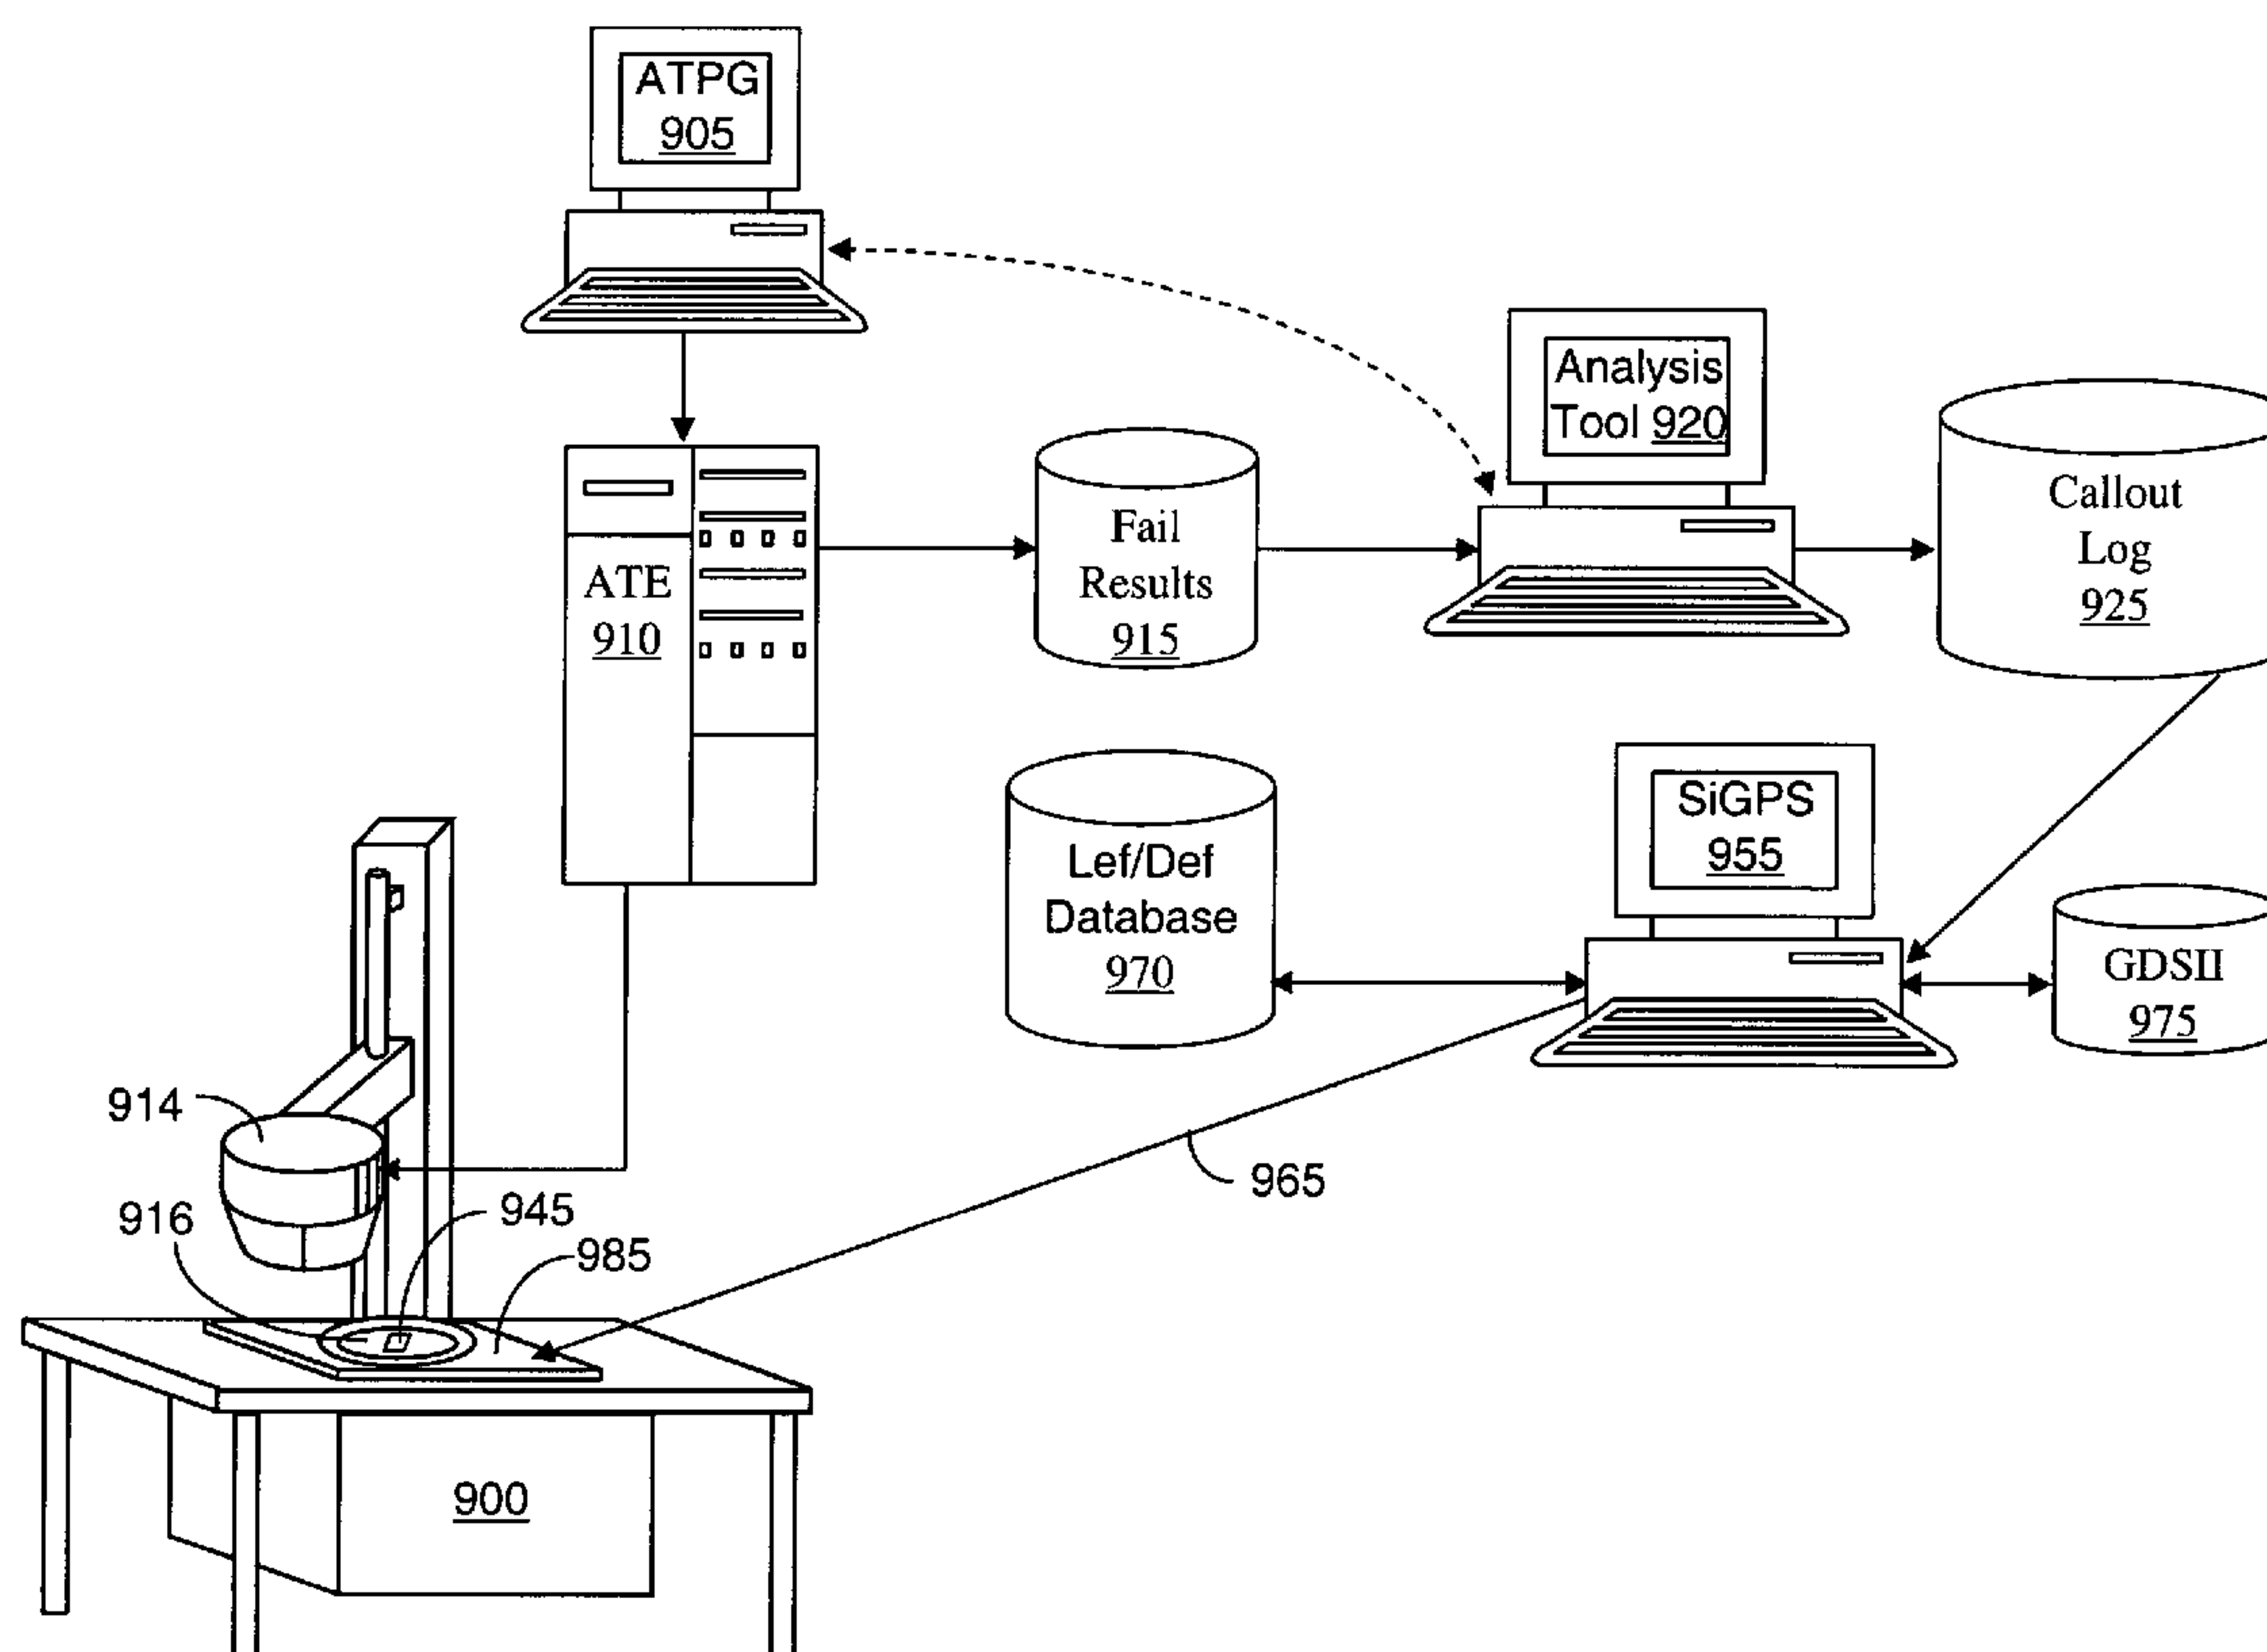 ATPG
905
Analysis
Tool 920
Callout
Log
925
Fail
Results
915
ATE
910
SiGPS
955
Lef/Def
Database
970
GDSII
975
914
965
916
945
985
900